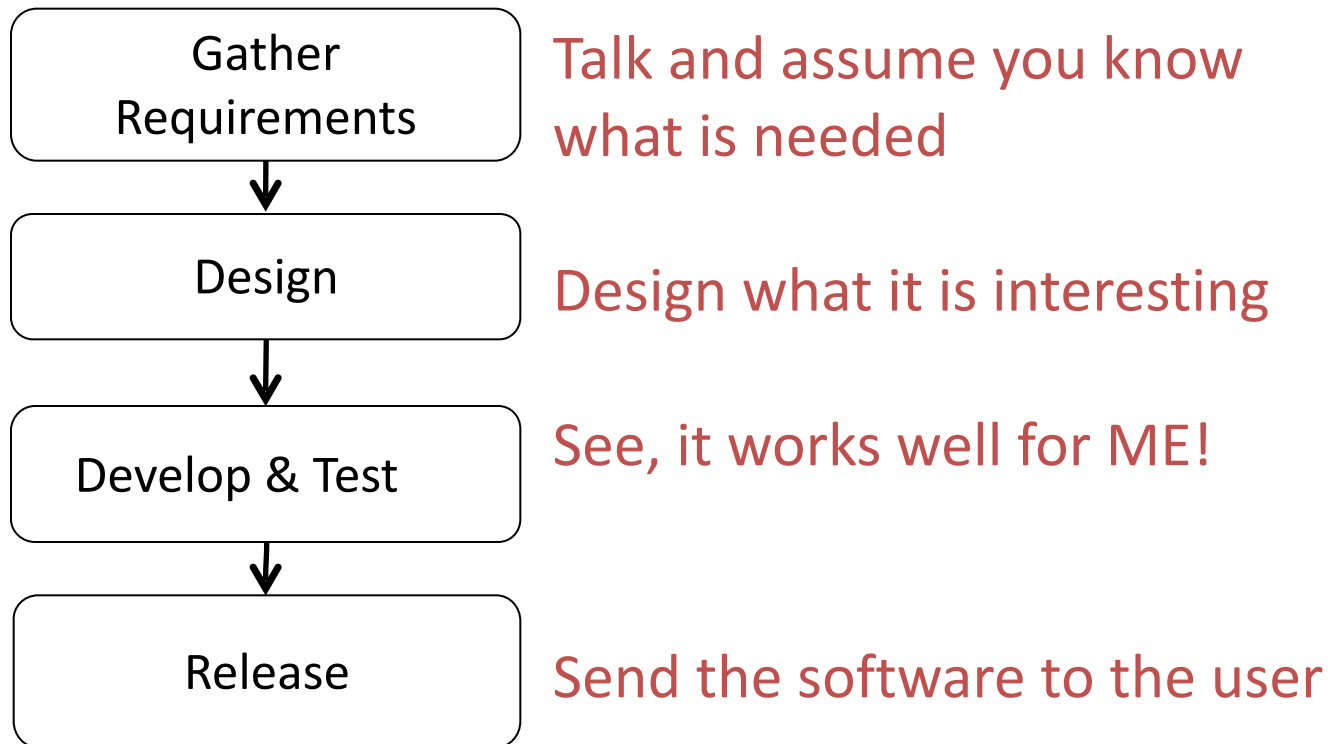 Gather
Requirements
Talk and assume you know
what is needed
Design
Design what it is interesting
Develop & Test
See, it works well for ME!
Release
Send the software to the user